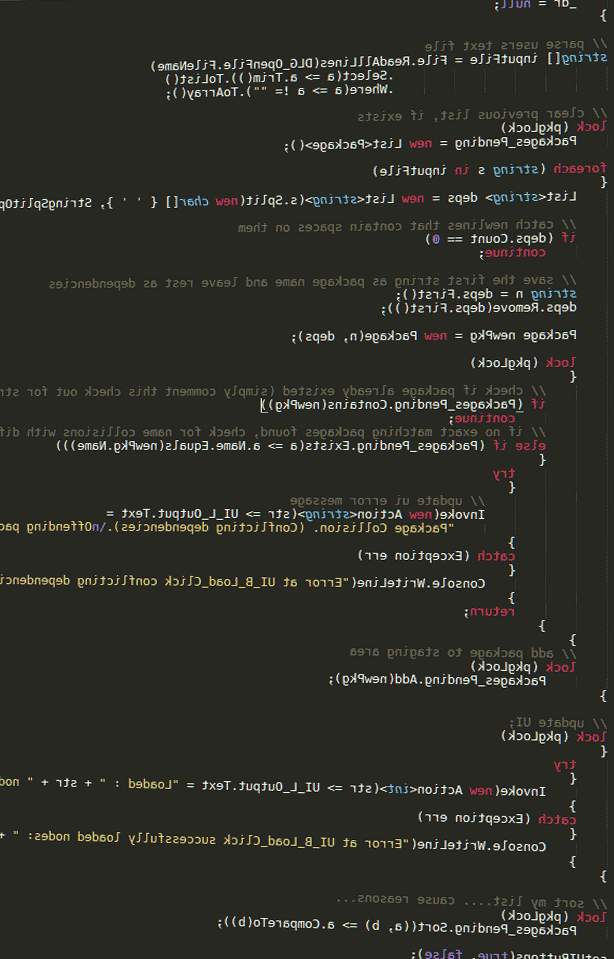 _dr = null;
}
// parse users text file
string[] inputFile = File.ReadAllLines(DLG_OpenFile.FileName)
.Select(a => a.Trim()).ToList()
.Where(a => a != "").ToArray();
// clear previous list, if exists
lock (pkgLock)
Packages_Pending = new List<Package>();
foreach (string s in inputFile)
{
List<string> deps = new List<string>(s.Split(new char[] { ' ' }, StringSplitOp
// catch newlines that contain spaces on them
if (deps.Count == 0)
continue;
// save the first string as package name and leave rest as dependencies
string n = deps.First();
deps.Remove(deps.First());
Package newPkg = new Package(n, deps);
lock (pkgLock)
{
// check if package already existed (simply comment this check out for str
if (Packages_Pending.Contains(newPkg))
continue;
// if no exact matching packages found, check for name collisions with dif
else if (Packages_Pending.Exists(a => a.Name.Equals(newPkg.Name)))
{
try
{
// update ui error message
Invoke(new Action<string>(str => UI_L_Output.Text =
"Package Collision. (Conflicting dependencies).\nOffending pac
}
catch (Exception err)
{
Console.WriteLine("Error at UI_B_Load_Click conflicting dependenci
}
return;
}
}
// add package to staging area
lock (pkgLock)
Packages_Pending.Add(newPkg);
}
// update UI;
lock (pkgLock)
{
try
{
Invoke(new Action<int>(str => UI_L_Output.Text = "Loaded : " + str + " nod
}
catch (Exception err)
{
Console.WriteLine("Error at UI_B_Load_Click successfully loaded nodes: " +
}
}
// sort my list.... cause reasons...
lock (pkgLock)
Packages_Pending.Sort((a, b) => a.CompareTo(b));
(true, false);